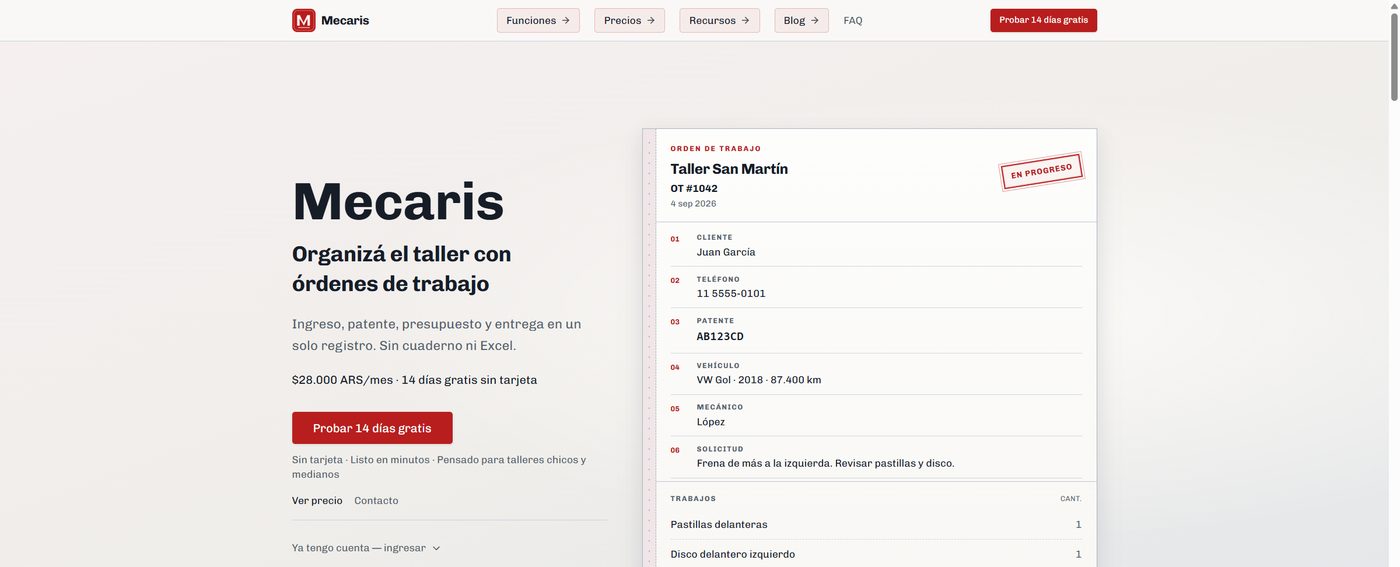 M Mecaris
Funciones →
Precios →
Recursos →
Blog →
FAQ
Probar 14 días gratis
Mecaris
Organizá el taller con
órdenes de trabajo
Ingreso, patente, presupuesto y entrega en un
solo registro. Sin cuaderno ni Excel.
$28.000 ARS/mes · 14 días gratis sin tarjeta
Probar 14 días gratis
Sin tarjeta · Listo en minutos · Pensado para talleres chicos y
medianos
Ver precio Contacto
Ya tengo cuenta — ingresar
ORDEN DE TRABAJO
Taller San Martín
OT #1042
4 sep 2026
EN PROGRESO
01 CLIENTE
Juan García
02 TELÉFONO
11 5555-0101
03 PATENTE
AB123CD
04 VEHÍCULO
VW Gol · 2018 · 87.400 km
05 MECÁNICO
López
06 SOLICITUD
Frena de más a la izquierda. Revisar pastillas y disco.
TRABAJOS CANT.
Pastillas delanteras 1
Disco delantero izquierdo 1